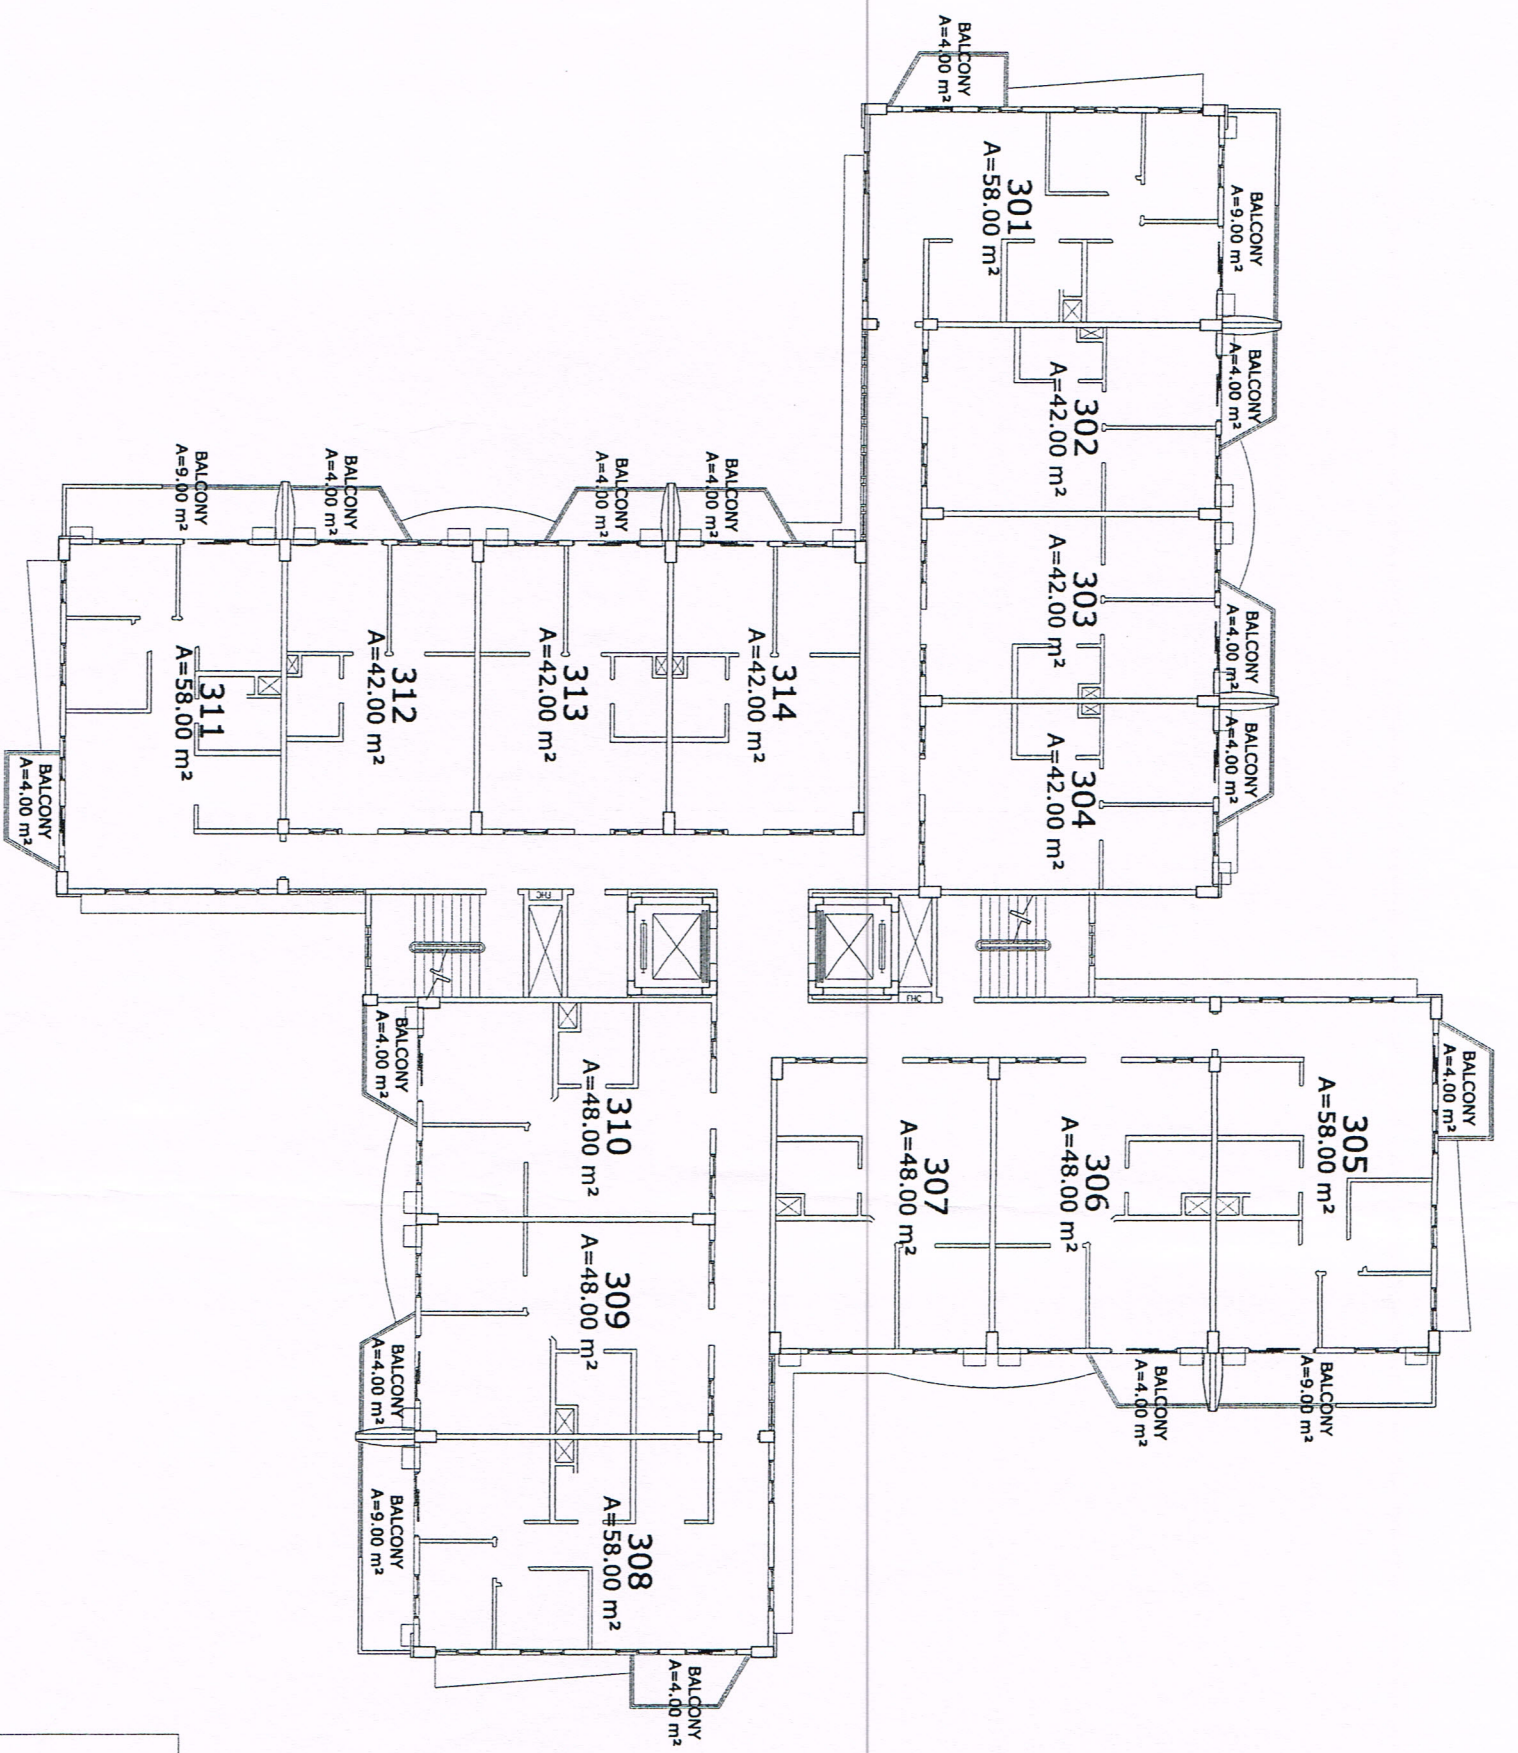 BALCONY
A=4.00 m²
301
A=58.00 m²
BALCONY
A=9.00 m²
302
A=42.00 m²
BALCONY
A=4.00 m²
303
A=42.00 m²
BALCONY
A=4.00 m²
304
A=42.00 m²
BALCONY
A=4.00 m²
BALCONY
A=9.00 m²
BALCONY
A=4.00 m²
BALCONY
A=4.00 m²
BALCONY
A=4.00 m²
311
A=58.00 m²
312
A=42.00 m²
313
A=42.00 m²
314
A=42.00 m²
BALCONY
A=4.00 m²
FHC
FHC
BALCONY
A=4.00 m²
310
A=48.00 m²
307
A=48.00 m²
306
A=48.00 m²
305
A=58.00 m²
BALCONY
A=4.00 m²
309
A=48.00 m²
BALCONY
A=4.00 m²
BALCONY
A=4.00 m²
BALCONY
A=9.00 m²
308
A=58.00 m²
BALCONY
A=9.00 m²
BALCONY
A=4.00 m²